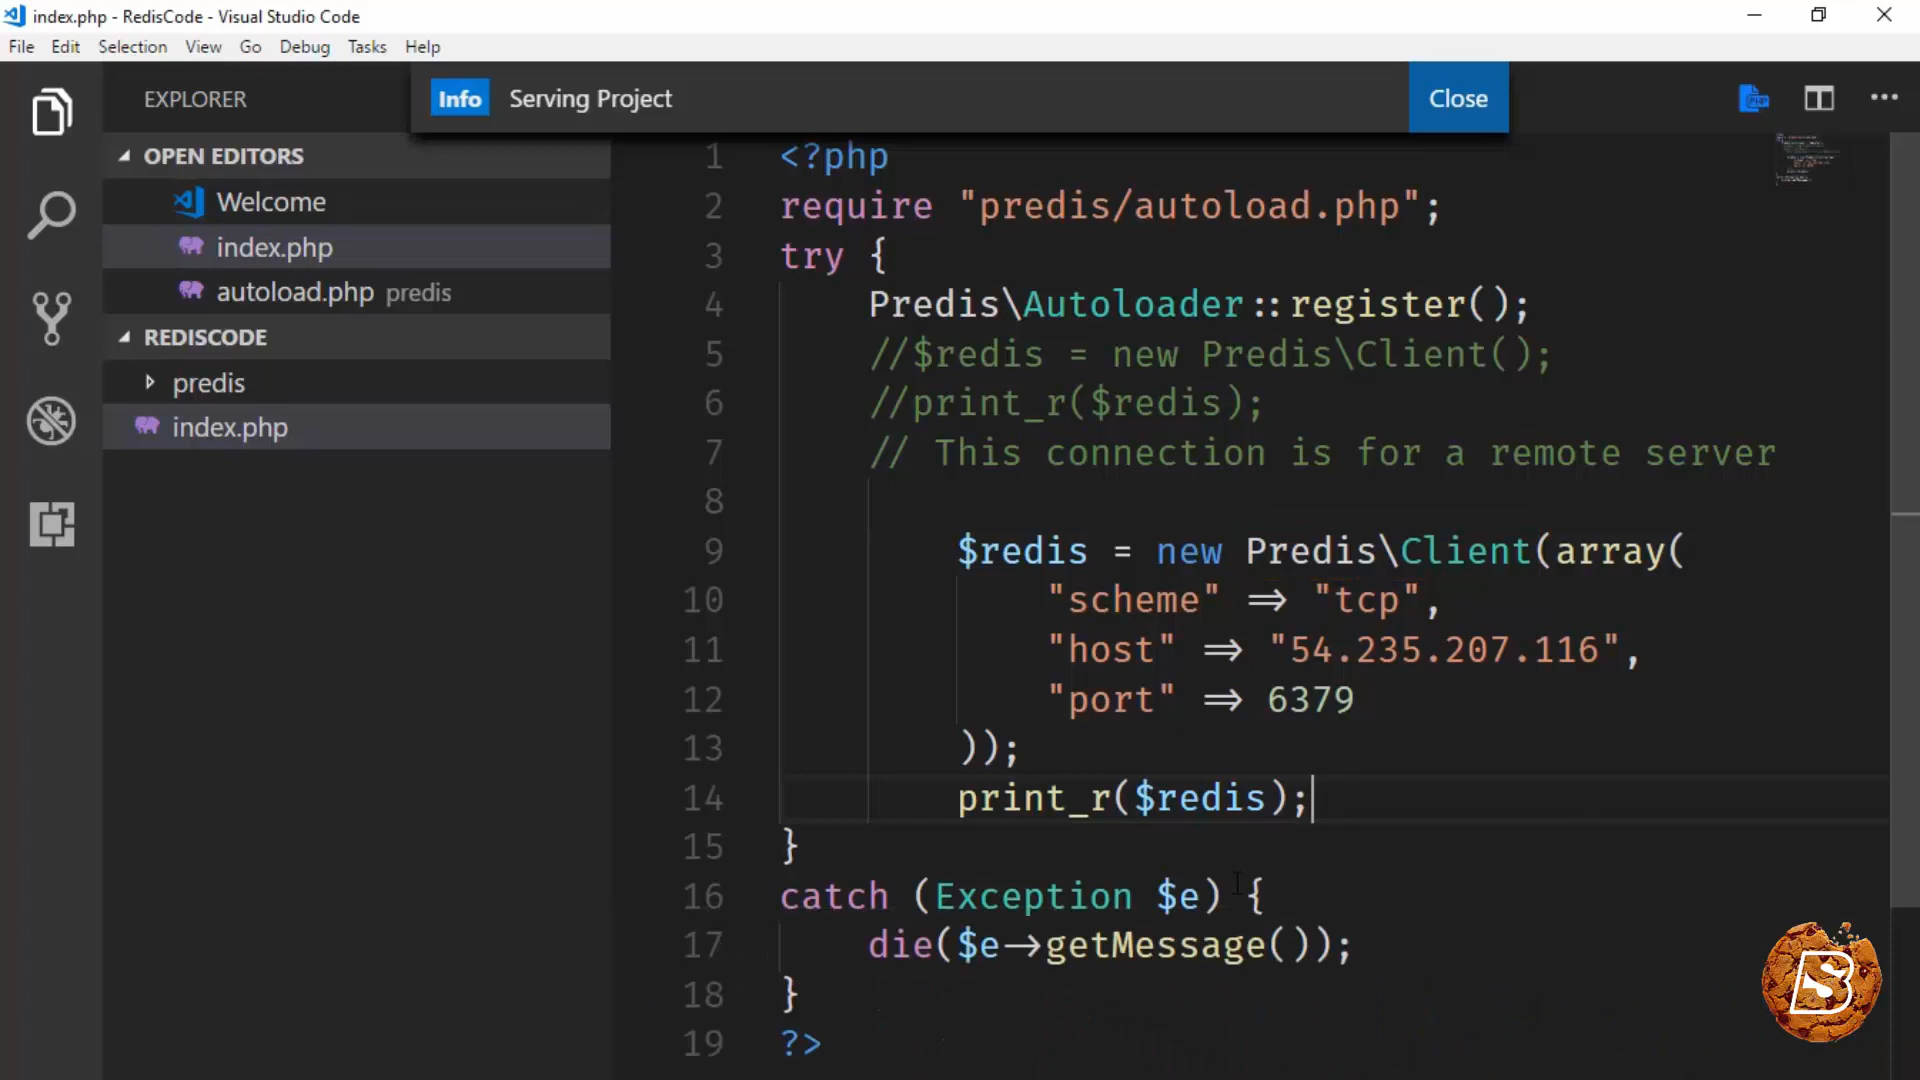 index.php - RedisCode - Visual Studio Code
File Edit Selection View Go Debug Tasks Help
EXPLORER
Info Serving Project Close
OPEN EDITORS
Welcome
index.php
autoload.php predis
REDISCODE
predis
index.php
1 <?php
2 require "predis/autoload.php";
3 try {
4 Predis\Autoloader::register();
5 //$redis = new Predis\Client();
6 //print_r($redis);
7 // This connection is for a remote server
8
9 $redis = new Predis\Client(array(
10 "scheme" => "tcp",
11 "host" => "54.235.207.116",
12 "port" => 6379
13 ));
14 print_r($redis);
15 }
16 catch (Exception $e) {
17 die($e->getMessage());
18 }
19 ?>
B